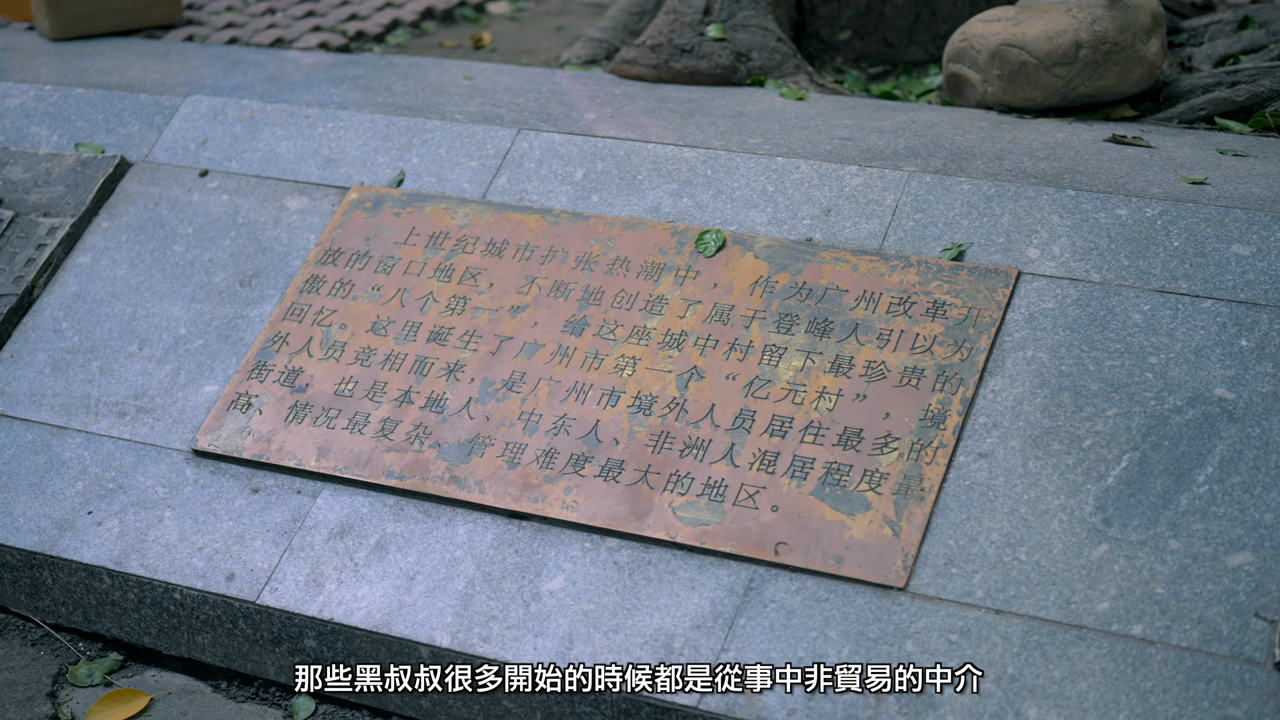 上世纪城市扩张热潮中，作为广州改革开
放的窗口地区，不断地创造了属于登峰人引以为
傲的“八个第一”，给这座城中村留下最珍贵的
回忆。这里诞生了广州市第一个“亿元村”，境
外人员竞相而来，是广州市境外人员居住最多的
街道，也是本地人、中东人、非洲人混居程度最
高、情况最复杂、管理难度最大的地区。
那些黑叔叔很多開始的時候都是從事中非貿易的中介